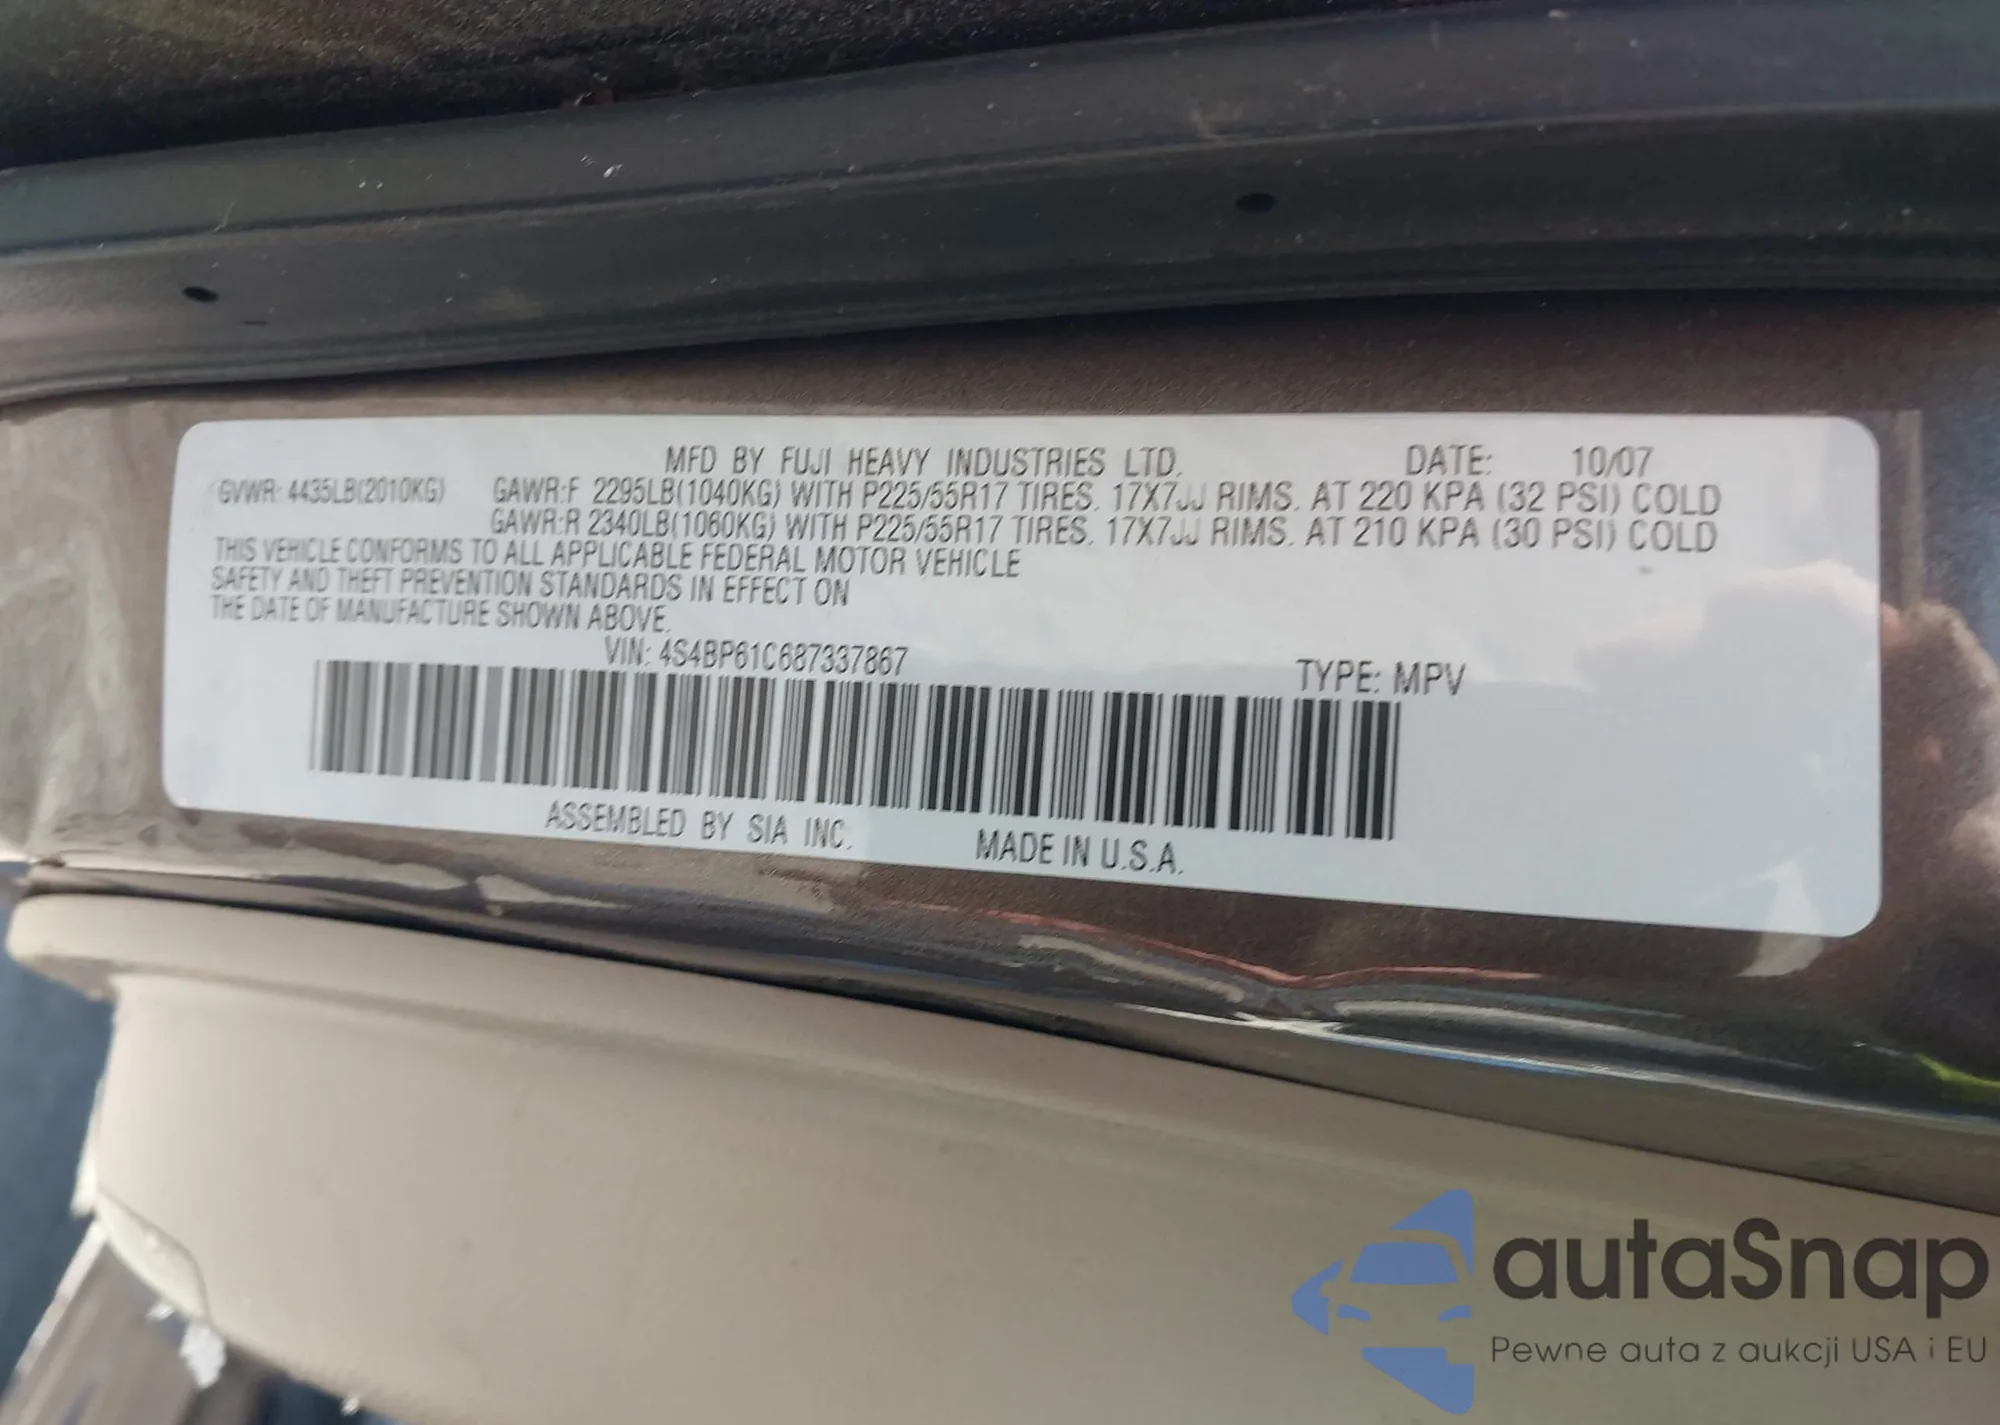 MFD BY FUJI HEAVY INDUSTRIES LTD. DATE: 10/07
GVWR: 4435LB(2010KG) GAWR:F 2295LB(1040KG) WITH P225/55R17 TIRES. 17X7JJ RIMS. AT 220 KPA (32 PSI) COLD
GAWR:R 2340LB(1060KG) WITH P225/55R17 TIRES. 17X7JJ RIMS. AT 210 KPA (30 PSI) COLD
THIS VEHICLE CONFORMS TO ALL APPLICABLE FEDERAL MOTOR VEHICLE
SAFETY AND THEFT PREVENTION STANDARDS IN EFFECT ON
THE DATE OF MANUFACTURE SHOWN ABOVE.
VIN: 4S4BP61C687337867 TYPE: MPV
ASSEMBLED BY SIA INC. MADE IN U.S.A.
autaSnap
Pewne auta z aukcji USA i EU